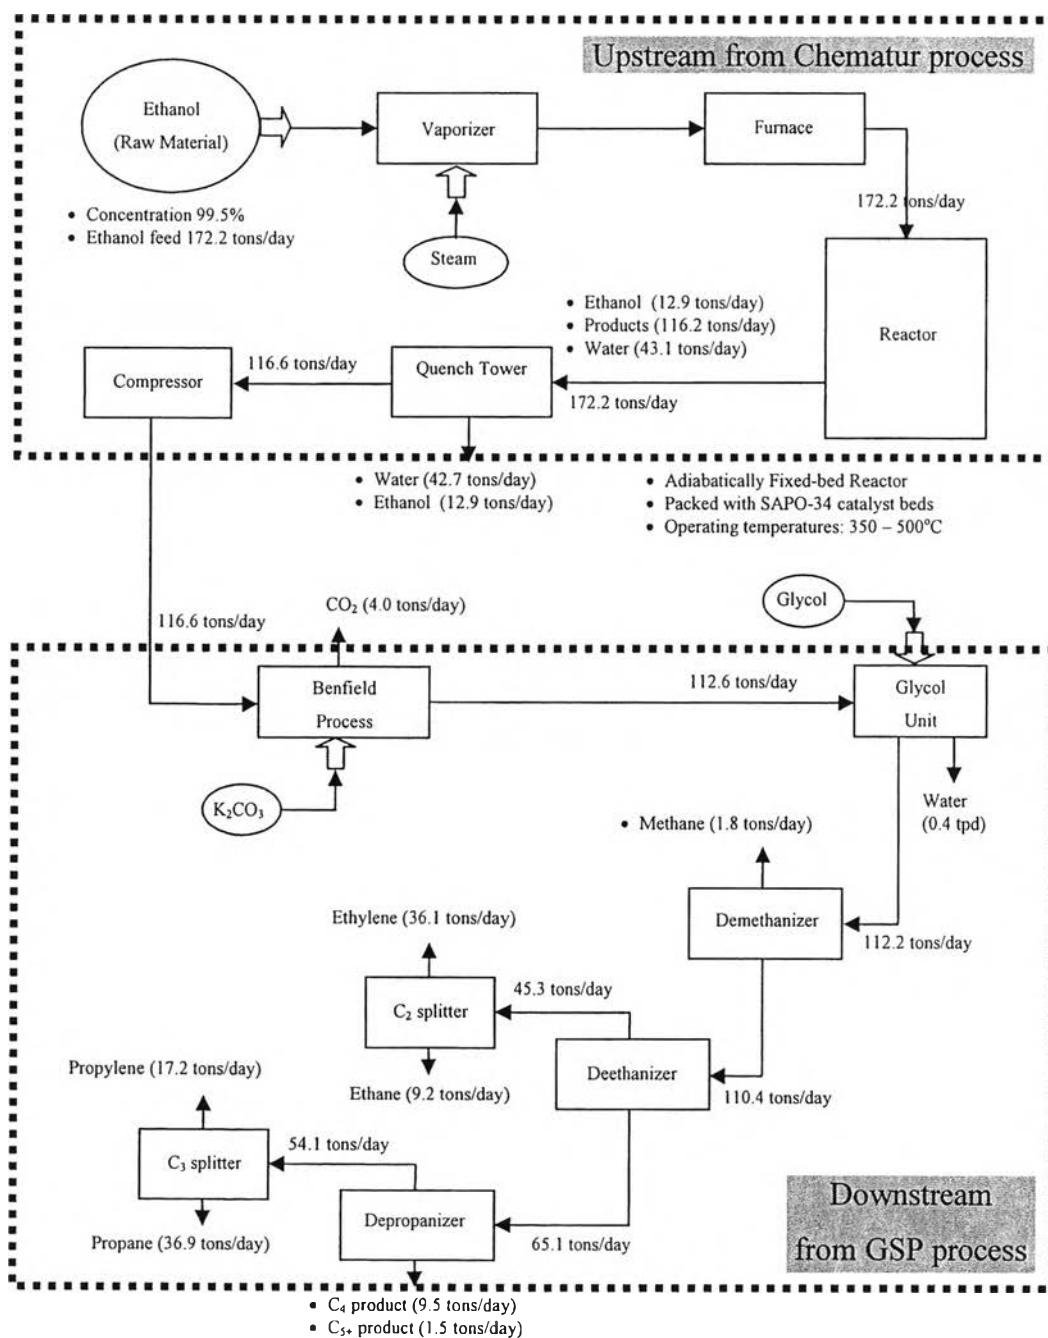 Upstream from Chematur process
Ethanol
(Raw Material)
Vaporizer
Furnace
• Concentration 99.5%
• Ethanol feed 172.2 tons/day
Steam
172.2 tons/day
Reactor
• Ethanol (12.9 tons/day)
• Products (116.2 tons/day)
• Water (43.1 tons/day)
Compressor
116.6 tons/day
Quench Tower
172.2 tons/day
• Water (42.7 tons/day)
• Ethanol (12.9 tons/day)
• Adiabatically Fixed-bed Reactor
• Packed with SAPO-34 catalyst beds
• Operating temperatures: 350 – 500°C
116.6 tons/day
CO₂ (4.0 tons/day)
Glycol
Benfield
Process
112.6 tons/day
Glycol
Unit
K₂CO₃
Water
(0.4 tpd)
• Methane (1.8 tons/day)
Demethanizer
112.2 tons/day
Ethylene (36.1 tons/day)
C₂ splitter
45.3 tons/day
Ethane (9.2 tons/day)
Deethanizer
110.4 tons/day
Propylene (17.2 tons/day)
C₃ splitter
54.1 tons/day
Propane (36.9 tons/day)
Depropanizer
65.1 tons/day
Downstream
from GSP process
• C₄ product (9.5 tons/day)
• C₅₊ product (1.5 tons/day)